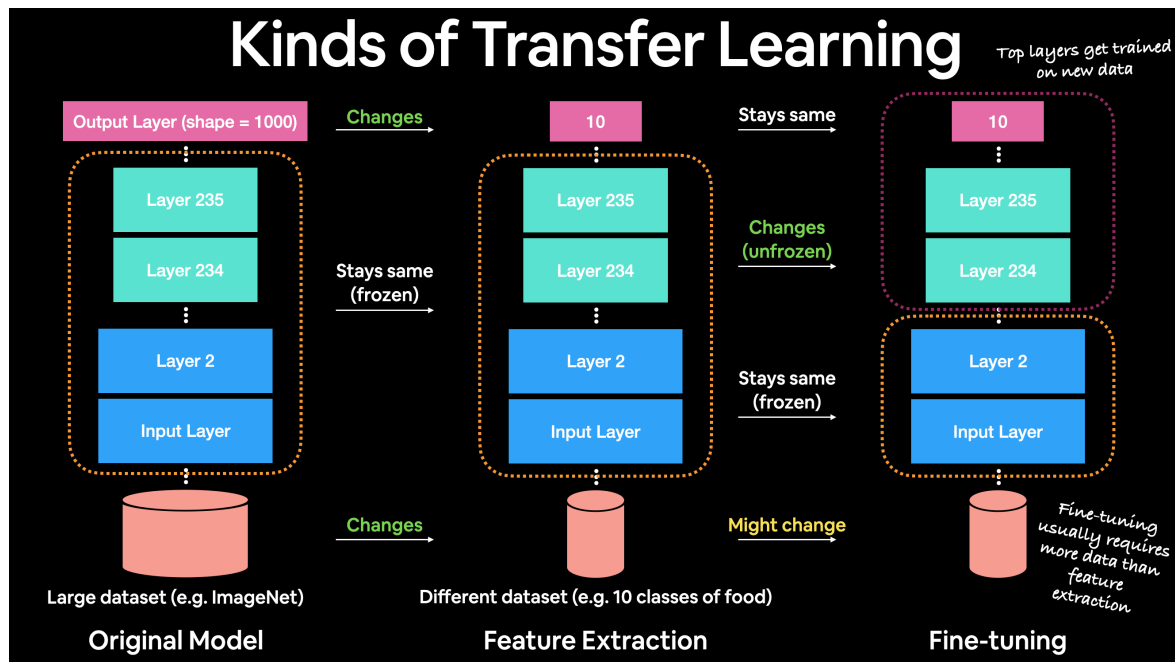 Kinds of Transfer Learning
Top layers get trained
on new data
Output Layer (shape = 1000)
Changes
10
Stays same
10
Layer 235
Layer 235
Layer 235
Changes
(unfrozen)
Layer 234
Stays same
(frozen)
Layer 234
Layer 234
Layer 2
Layer 2
Layer 2
Stays same
(frozen)
Input Layer
Input Layer
Input Layer
Changes
Might change
Fine-tuning
usually requires
more data than
feature
extraction
Large dataset (e.g. ImageNet)
Different dataset (e.g. 10 classes of food)
Original Model
Feature Extraction
Fine-tuning